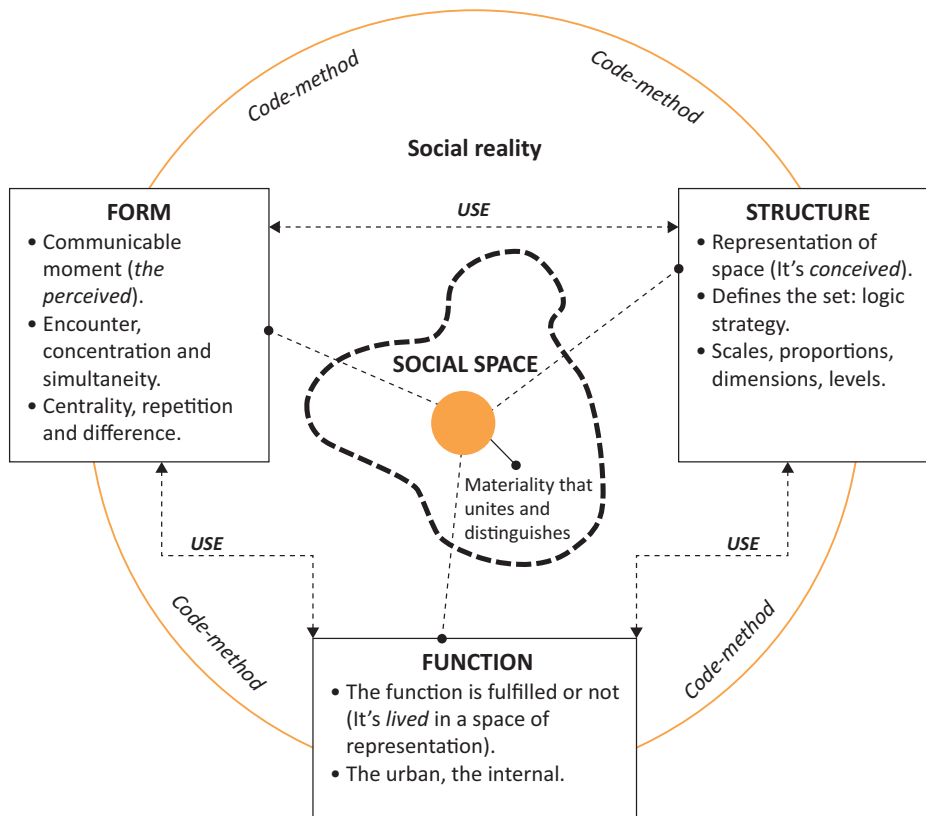 Code-method
Code-method
Social reality
FORM
• Communicable
moment (the
perceived).
• Encounter,
concentration and
simultaneity.
• Centrality, repetition
and difference.
USE
STRUCTURE
• Representation of
space (It's conceived).
• Defines the set: logic
strategy.
• Scales, proportions,
dimensions, levels.
SOCIAL SPACE
Materiality that
unites and
distinguishes
USE
USE
Code-method
Code-method
FUNCTION
• The function is fulfilled or not
(It's lived in a space of
representation).
• The urban, the internal.